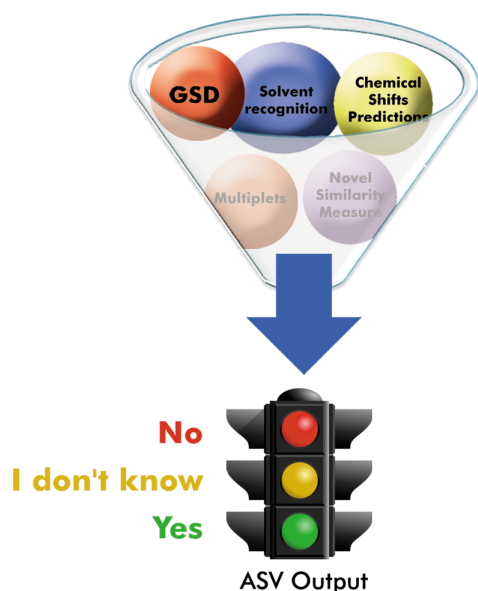 GSD
Solvent
recognition
Chemical
Shifts
Predictions
Multiplets
Novel
Similarity
Measure
No
I don't know
Yes
ASV Output